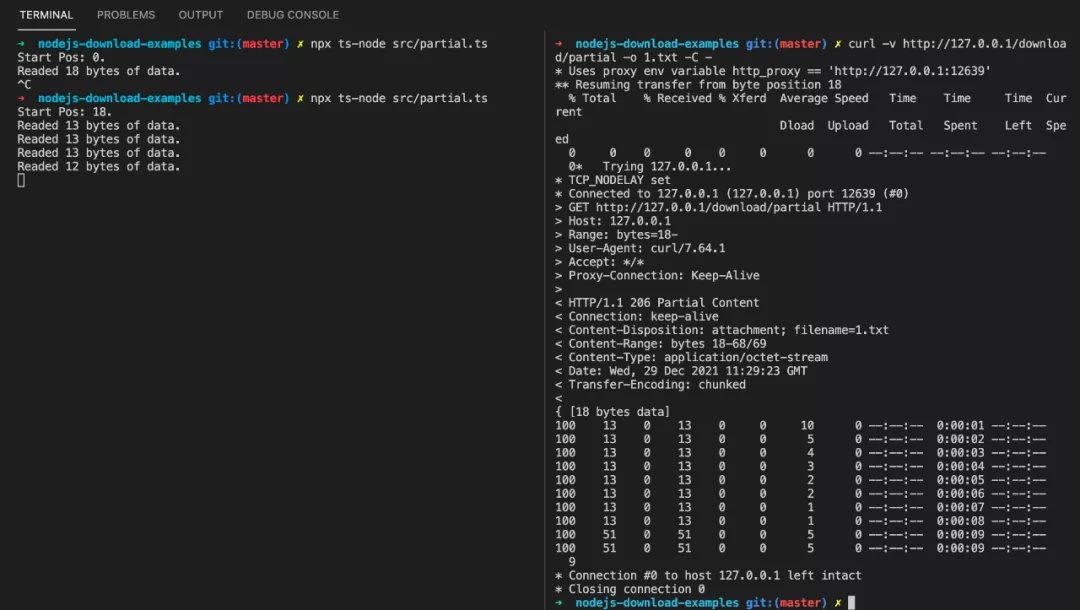 TERMINAL PROBLEMS OUTPUT DEBUG CONSOLE
➜ nodejs-download-examples git:(master) ✗ npx ts-node src/partial.ts
Start Pos: 0.
Readed 18 bytes of data.
^C
➜ nodejs-download-examples git:(master) ✗ npx ts-node src/partial.ts
Start Pos: 18.
Readed 13 bytes of data.
Readed 13 bytes of data.
Readed 13 bytes of data.
Readed 12 bytes of data.
➜ nodejs-download-examples git:(master) ✗ curl -v http://127.0.0.1/downloa
d/partial -o 1.txt -C -
* Uses proxy env variable http_proxy == 'http://127.0.0.1:12639'
** Resuming transfer from byte position 18
% Total % Received % Xferd Average Speed Time Time Time Cur
rent
Dload Upload Total Spent Left Spe
ed
0 0 0 0 0 0 0 0 --:--:-- --:--:-- --:--:--
0* Trying 127.0.0.1...
* TCP_NODELAY set
* Connected to 127.0.0.1 (127.0.0.1) port 12639 (#0)
> GET http://127.0.0.1/download/partial HTTP/1.1
> Host: 127.0.0.1
> Range: bytes=18-
> User-Agent: curl/7.64.1
> Accept: */*
> Proxy-Connection: Keep-Alive
>
< HTTP/1.1 206 Partial Content
< Connection: keep-alive
< Content-Disposition: attachment; filename=1.txt
< Content-Range: bytes 18-68/69
< Content-Type: application/octet-stream
< Date: Wed, 29 Dec 2021 11:29:23 GMT
< Transfer-Encoding: chunked
<
{ [18 bytes data]
100 13 0 13 0 0 10 0 --:--:-- 0:00:01 --:--:--
100 13 0 13 0 0 5 0 --:--:-- 0:00:02 --:--:--
100 13 0 13 0 0 4 0 --:--:-- 0:00:03 --:--:--
100 13 0 13 0 0 3 0 --:--:-- 0:00:04 --:--:--
100 13 0 13 0 0 2 0 --:--:-- 0:00:05 --:--:--
100 13 0 13 0 0 2 0 --:--:-- 0:00:06 --:--:--
100 13 0 13 0 0 1 0 --:--:-- 0:00:07 --:--:--
100 13 0 13 0 0 1 0 --:--:-- 0:00:08 --:--:--
100 51 0 51 0 0 5 0 --:--:-- 0:00:09 --:--:--
100 51 0 51 0 0 5 0 --:--:-- 0:00:09 --:--:--
9
* Connection #0 to host 127.0.0.1 left intact
* Closing connection 0
➜ nodejs-download-examples git:(master) ✗